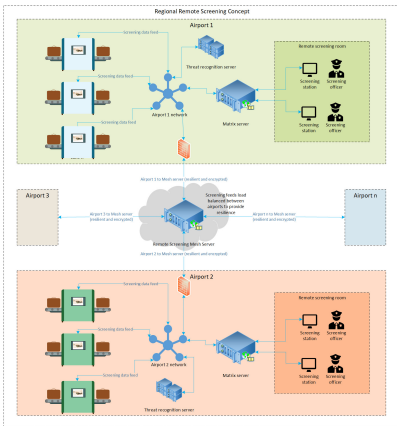 Regional Remote Screening Concept
Airport 1
Screening data feed
Screening data feed
Screening data feed
Threat recognition server
Airport 1 network
Matrix server
Remote screening room
Screening station
Screening officer
Screening station
Screening officer
Airport 1 to Mesh server
(resilient and encrypted)
Airport 3
Airport 3 to Mesh server
(resilient and encrypted)
Screening feeds load
balanced between
airports to provide
resilience
Remote Screening Mesh Server
(resilient and encrypted)
Airport n
Airport 2 to Mesh server
(resilient and encrypted)
Airport 2
Screening data feed
Screening data feed
Screening data feed
Airport 2 network
Threat recognition server
Matrix server
Remote screening room
Screening station
Screening officer
Screening station
Screening officer